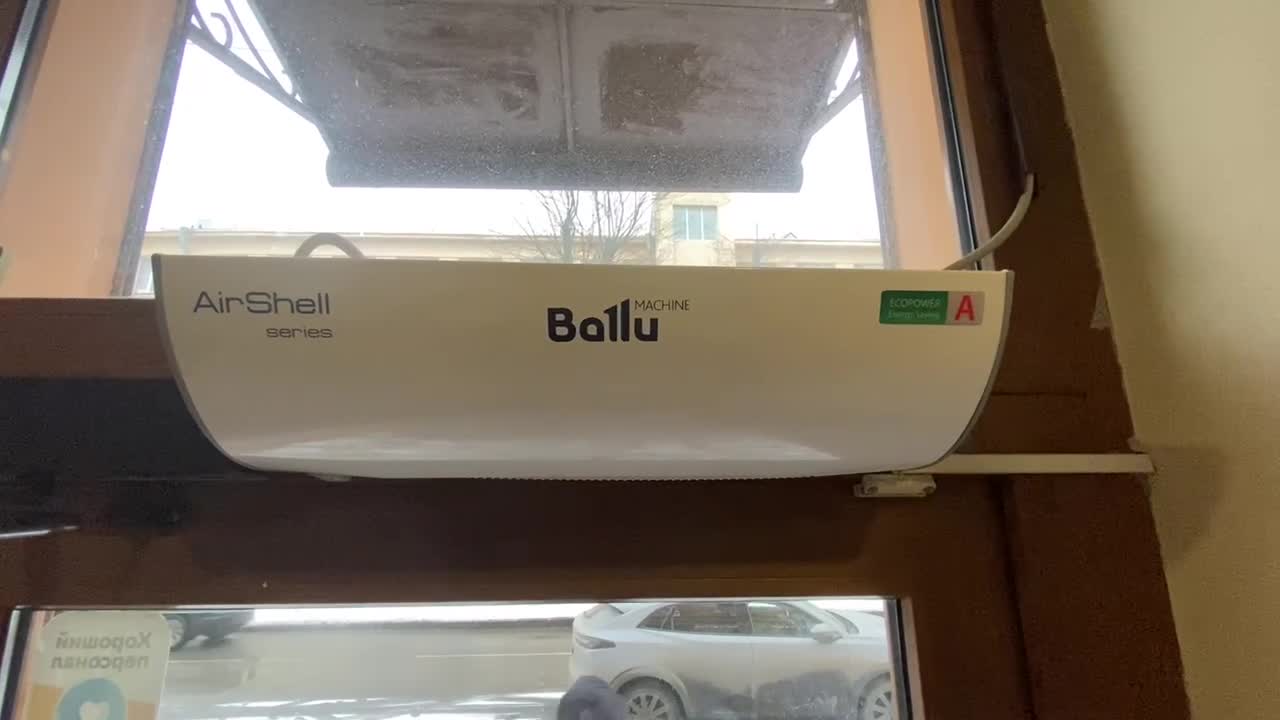 AirShell
series
Ballu
MACHINE
ECOPOWER
Energy Saving
A
Хороший
персонал